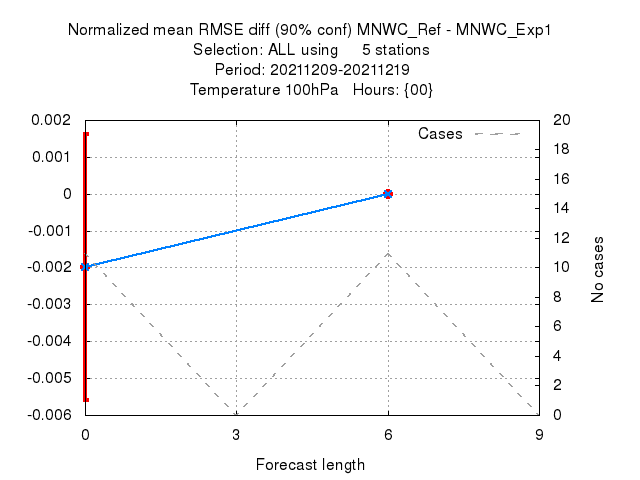 Normalized mean RMSE diff (90% conf) MNWC_Ref - MNWC_Exp1
Selection: ALL using 5 stations
Period: 20211209-20211219
Temperature 100hPa Hours: {00}
Cases
0.002
0.001
0
-0.001
-0.002
-0.003
-0.004
-0.005
-0.006
20
18
16
14
12
10
8
6
4
2
0
No cases
0 3 6 9
Forecast length